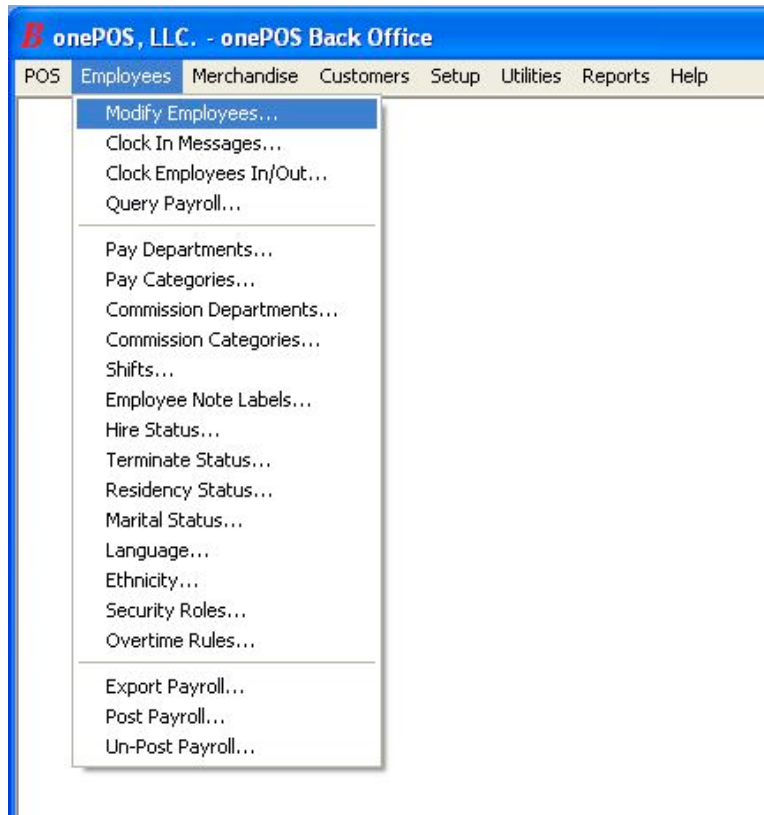 B onePOS, LLC. - onePOS Back Office
POS Employees Merchandise Customers Setup Utilities Reports Help
Modify Employees...
Clock In Messages...
Clock Employees In/Out...
Query Payroll...
Pay Departments...
Pay Categories...
Commission Departments...
Commission Categories...
Shifts...
Employee Note Labels...
Hire Status...
Terminate Status...
Residency Status...
Marital Status...
Language...
Ethnicity...
Security Roles...
Overtime Rules...
Export Payroll...
Post Payroll...
Un-Post Payroll...